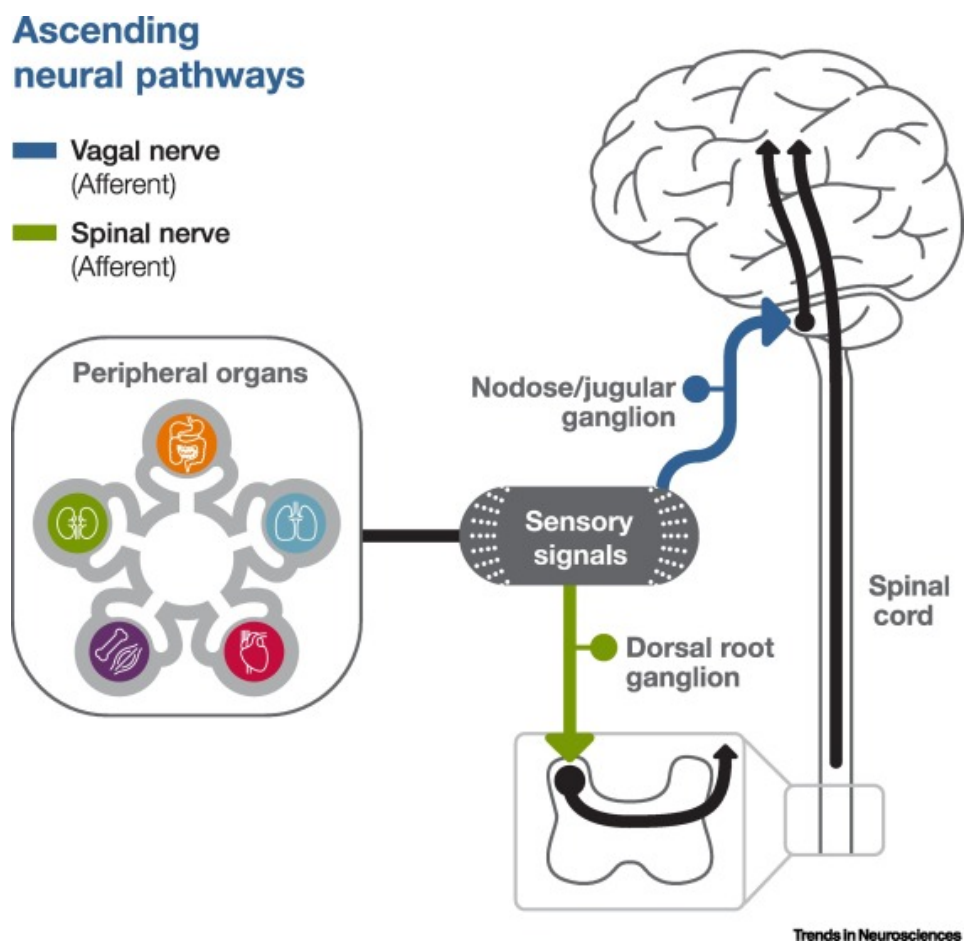 Ascending
neural pathways
Vagal nerve
(Afferent)
Spinal nerve
(Afferent)
Peripheral organs
Nodose/jugular
ganglion
Sensory
signals
Spinal
cord
Dorsal root
ganglion
Trends in Neurosciences